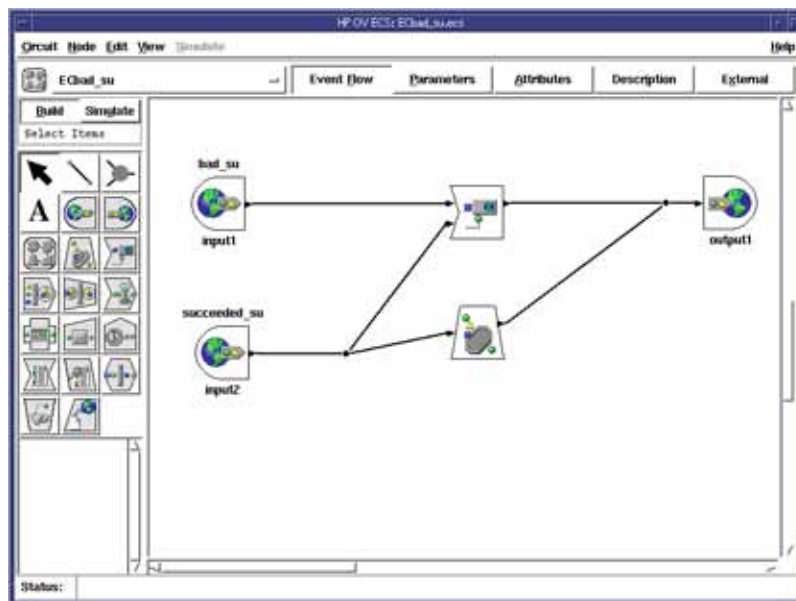 HP OV ECS: ECbad_su.ecs
Circuit Node Edit View Simulate Help
ECbad_su
Event Flow Parameters Attributes Description External
Build Simulate
Select Items
A
bad_su
input1
output1
succeeded_su
input2
Status: